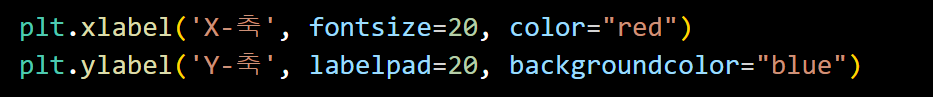 plt.xlabel('X-축', fontsize=20, color="red")
plt.ylabel('Y-축', labelpad=20, backgroundcolor="blue")